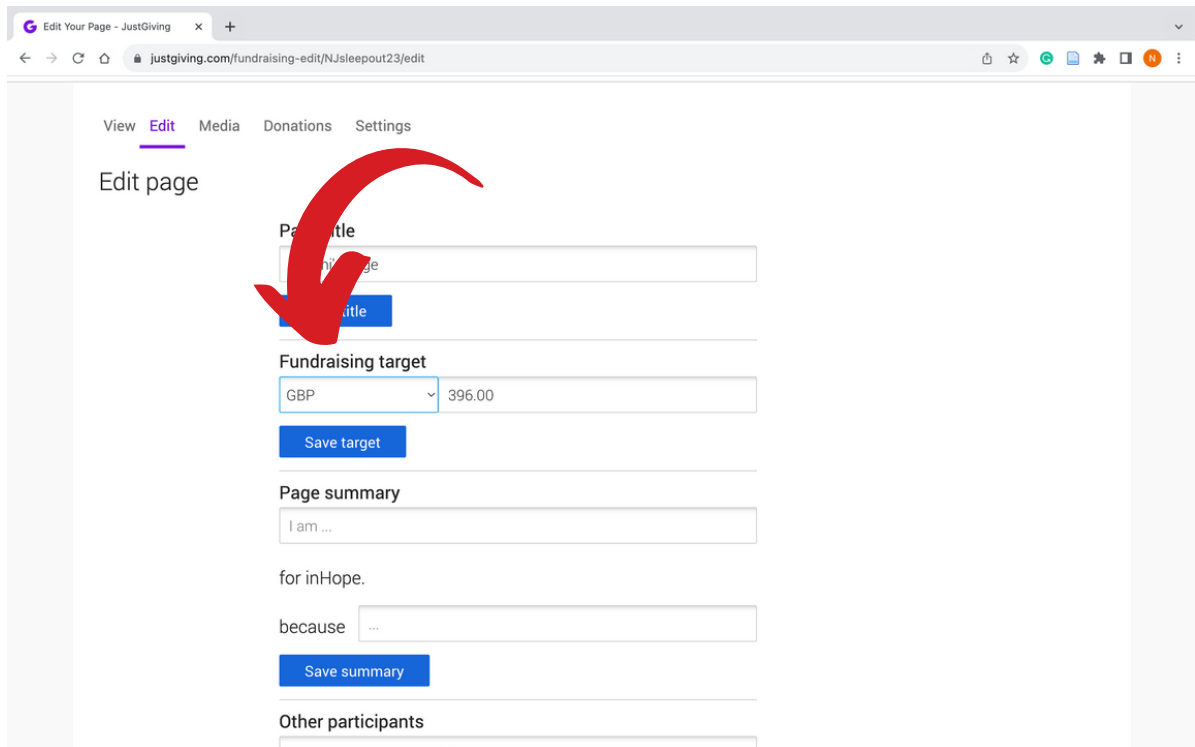 Edit Your Page - JustGiving
justgiving.com/fundraising-edit/NJsleepout23/edit
N
View Edit Media Donations Settings
Edit page
title
Fundraising target
GBP 396.00
Save target
Page summary
I am ...
for inHope.
because ...
Save summary
Other participants